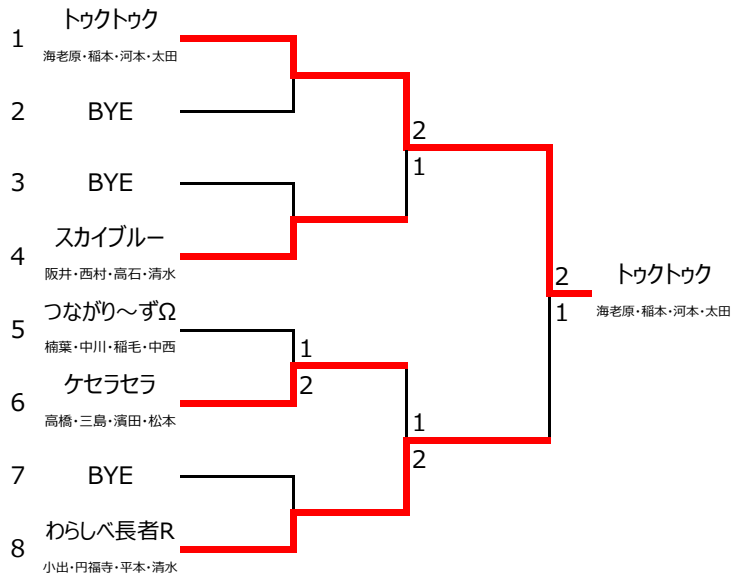 1
トゥクトゥク
海老原・稲本・河本・太田
2
BYE
3
BYE
4
スカイブルー
阪井・西村・高石・清水
5
つながり～ずΩ
楠葉・中川・稲毛・中西
6
ケセラセラ
高橋・三島・濱田・松本
7
BYE
8
わらしべ長者R
小出・円福寺・平本・清水
1
2
2
1
1
2
2
1
トゥクトゥク
海老原・稲本・河本・太田